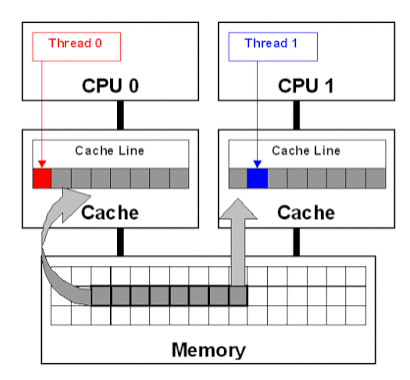 Thread 0
Thread 1
CPU 0
CPU 1
Cache Line
Cache Line
Cache
Cache
Memory